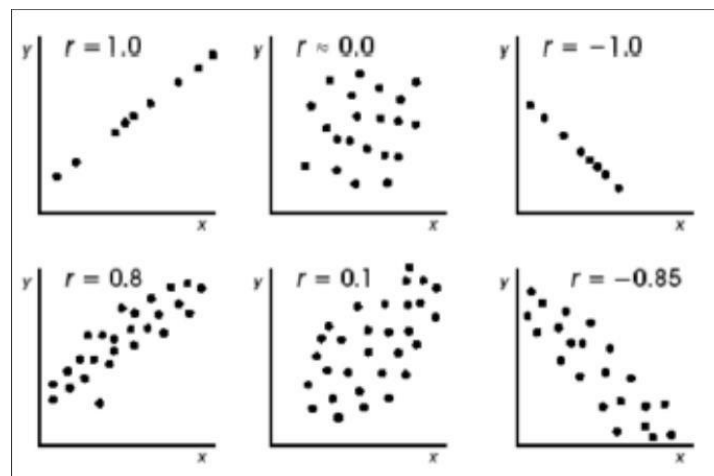 y r = 1.0
x
y r ≈ 0.0
x
y r = −1.0
x
y r = 0.8
x
y r = 0.1
x
y r = −0.85
x